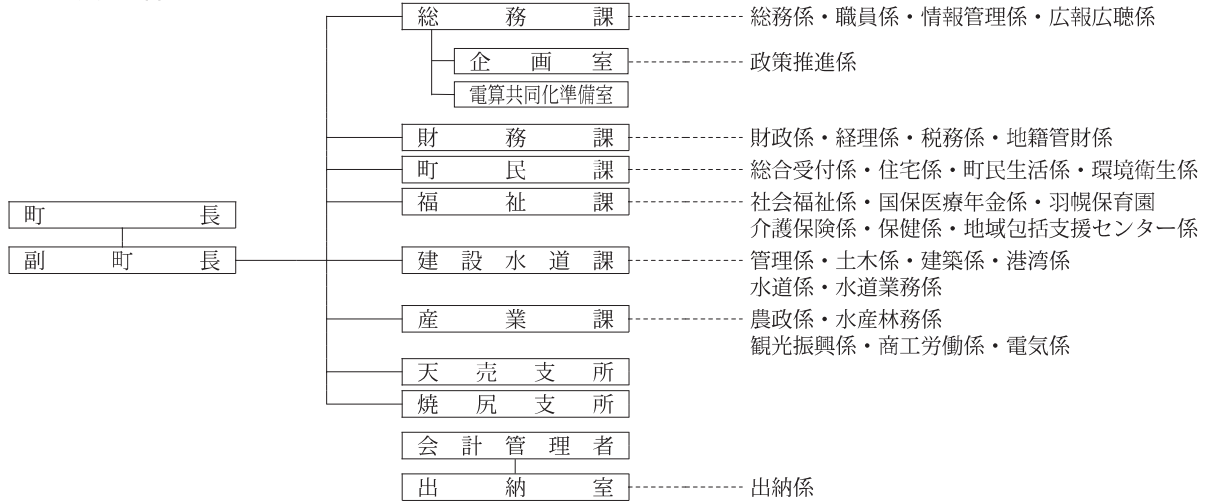 総務課 総務係・職員係・情報管理係・広報広聴係
企画室 政策推進係
電算共同化準備室
財務課 財政係・経理係・税務係・地籍管財係
町民課 総合受付係・住宅係・町民生活係・環境衛生係
町長
福祉課 社会福祉係・国保医療年金係・羽幌保育園
介護保険係・保健係・地域包括支援センター係
副町長
建設水道課 管理係・土木係・建築係・港湾係
水道係・水道業務係
産業課 農政係・水産林務係
観光振興係・商工労働係・電気係
天売支所
焼尻支所
会計管理者
出納室 出納係